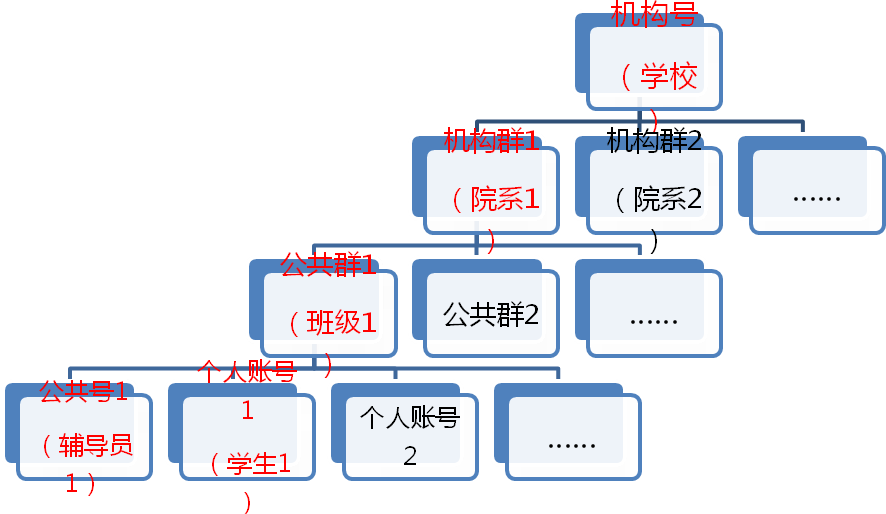 机构号
（学校
）
机构群1
（院系1
）
机构群2
（院系2
）
……
公共群1
（班级1
）
公共群2
……
公共号1
（辅导员
1）
个人账号
1
（学生1
）
个人账号
2
……